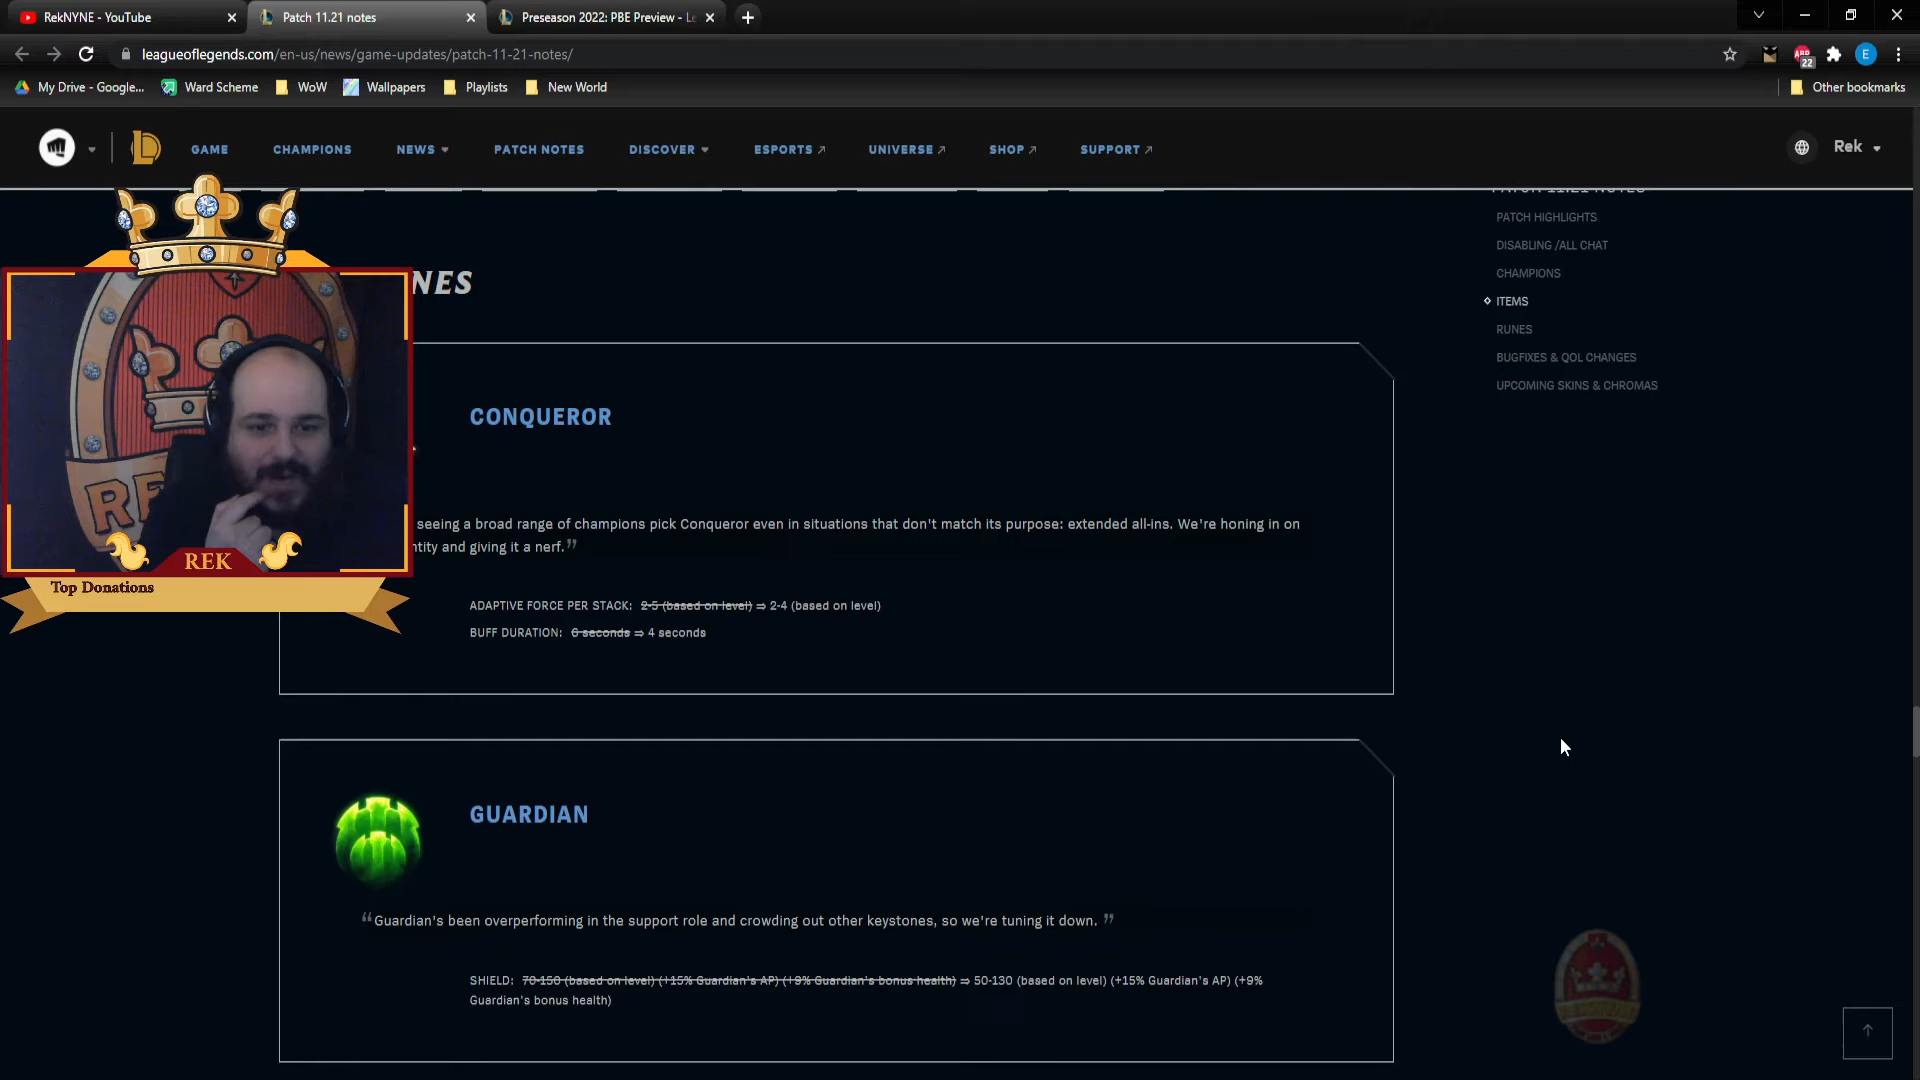 RekNYNE - YouTube
Patch 11.21 notes
Preseason 2022: PBE Preview - Le
leagueoflegends.com/en-us/news/game-updates/patch-11-21-notes/
ABP
22
E
My Drive - Google...
Ward Scheme
WoW
Wallpapers
Playlists
New World
Other bookmarks
GAME
CHAMPIONS
NEWS
PATCH NOTES
DISCOVER
ESPORTS
UNIVERSE
SHOP
SUPPORT
Rek
PATCH 11.21 NOTES
PATCH HIGHLIGHTS
DISABLING /ALL CHAT
CHAMPIONS
ITEMS
RUNES
BUGFIXES & QOL CHANGES
UPCOMING SKINS & CHROMAS
NES
REK
Top Donations
CONQUEROR
seeing a broad range of champions pick Conqueror even in situations that don't match its purpose: extended all-ins. We're honing in on
ntity and giving it a nerf.”
ADAPTIVE FORCE PER STACK: 2-5 (based on level) ⇒ 2-4 (based on level)
BUFF DURATION: 6 seconds ⇒ 4 seconds
GUARDIAN
“Guardian's been overperforming in the support role and crowding out other keystones, so we're tuning it down. ”
SHIELD: 70-150 (based on level) (+15% Guardian's AP) (+9% Guardian's bonus health) ⇒ 50-130 (based on level) (+15% Guardian's AP) (+9%
Guardian's bonus health)